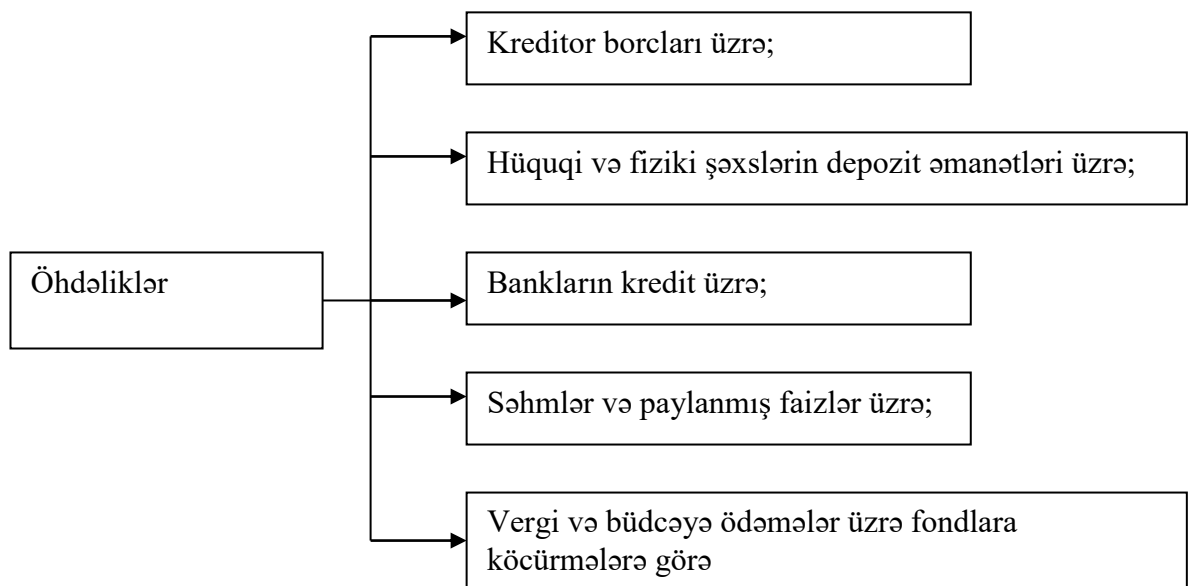 Kreditor borcları üzrə;
Hüquqi və fiziki şəxslərin depozit əmanətləri üzrə;
Öhdəliklər
Bankların kredit üzrə;
Səhmlər və paylanmış faizlər üzrə;
Vergi və büdcəyə ödəmələr üzrə fondlara
köcürmələrə görə